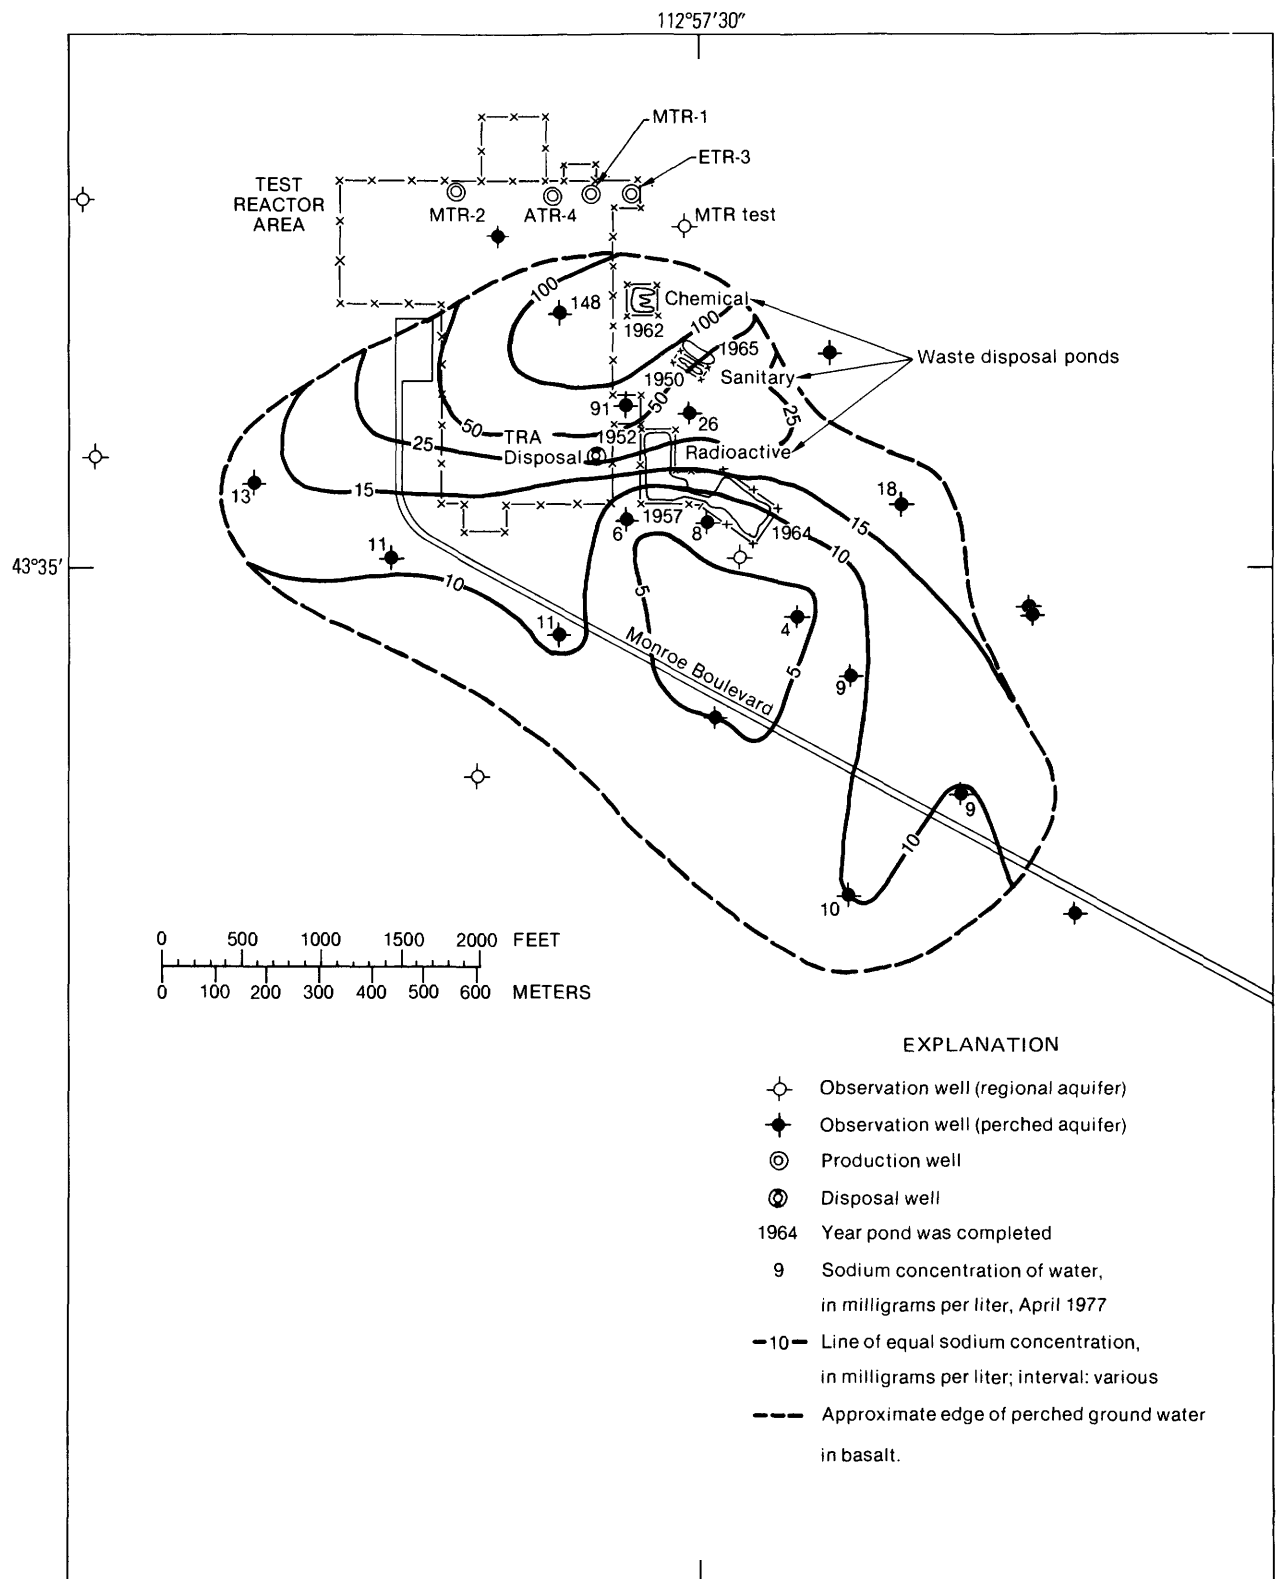 112°57'30"
MTR-1
ETR-3
TEST
REACTOR
AREA
MTR-2
ATR-4
MTR test
100
148
Chemical
1962
100
1965
Waste disposal ponds
1950
Sanitary
50
91
26
25
50
TRA
1952
25
Disposal
Radioactive
13
15
18
15
1957
6
8
1964
10
43°35'
11
10
5
4
11
Monroe Boulevard
5
9
9
10
10
0 500 1000 1500 2000 FEET
0 100 200 300 400 500 600 METERS
EXPLANATION
Observation well (regional aquifer)
Observation well (perched aquifer)
Production well
Disposal well
1964 Year pond was completed
9 Sodium concentration of water,
in milligrams per liter, April 1977
10 Line of equal sodium concentration,
in milligrams per liter; interval: various
Approximate edge of perched ground water
in basalt.